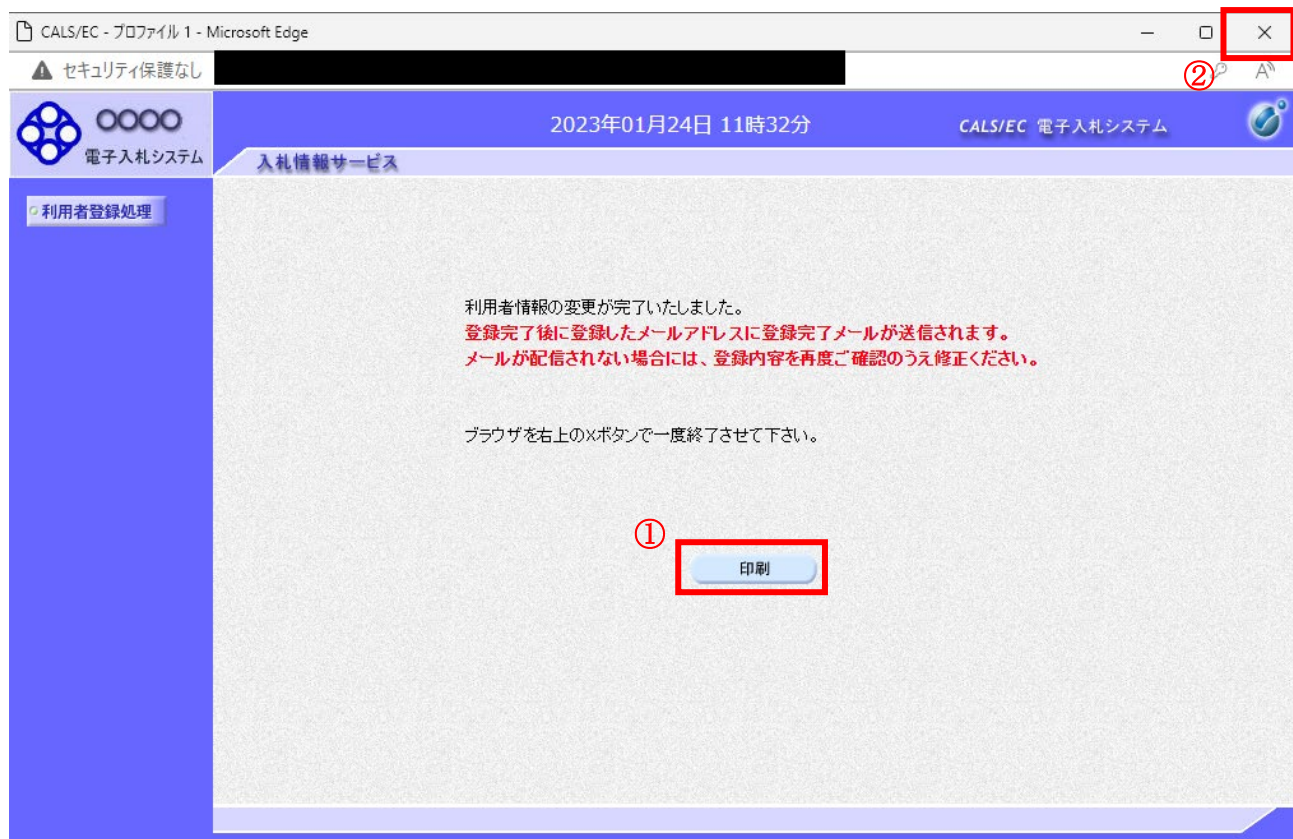 CALS/EC - プロファイル 1 - Microsoft Edge
セキュリティ保護なし
②
OOOO
電子入札システム
2023年01月24日 11時32分
CALS/EC 電子入札システム
入札情報サービス
利用者登録処理
利用者情報の変更が完了いたしました。
登録完了後に登録したメールアドレスに登録完了メールが送信されます。
メールが配信されない場合には、登録内容を再度ご確認のうえ修正ください。
ブラウザを右上の×ボタンで一度終了させて下さい。
①
印刷